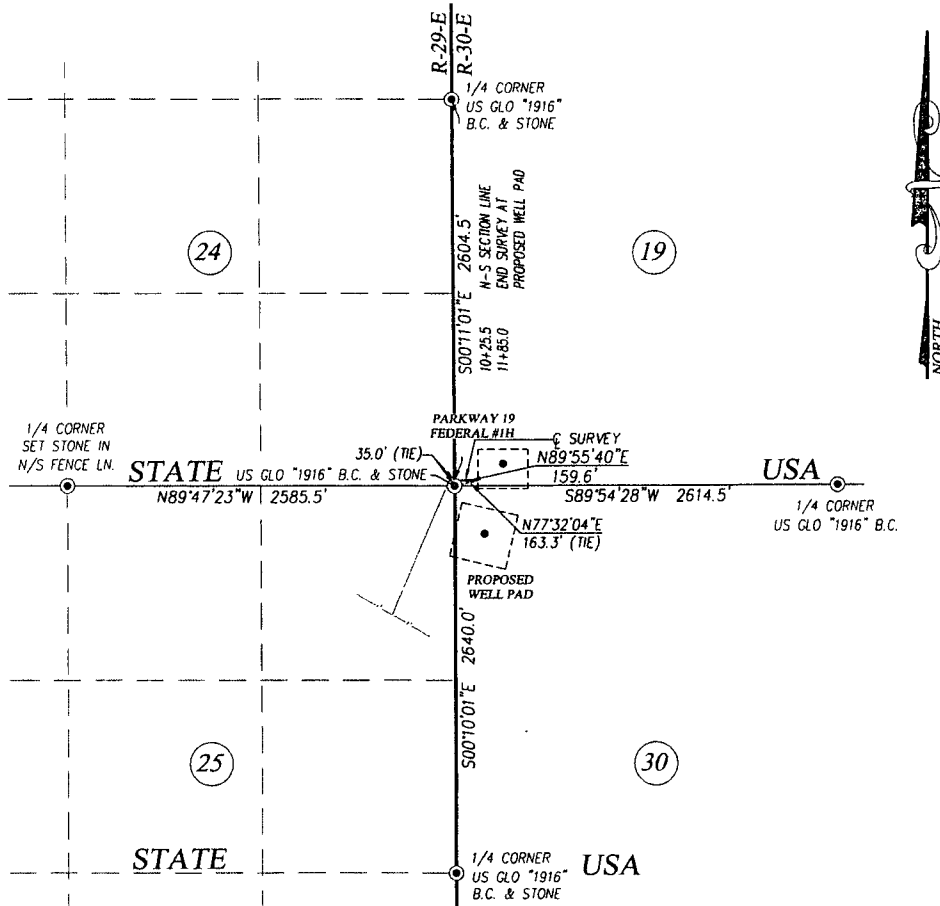 R-29-E
R-30-E
1/4 CORNER
US GLO "1916"
B.C. & STONE
24
19
S00°11'01"E 2604.5'
10+25.5 N-S SECTION LINE
11+85.0 END SURVEY AT
PROPOSED WELL PAD
NORTH
1/4 CORNER
SET STONE IN
N/S FENCE LN.
PARKWAY 19
FEDERAL #1H
35.0' (TIE)
℄ SURVEY
N89°55'40"E
159.6'
STATE
US GLO "1916" B.C. & STONE
USA
N89°47'23"W 2585.5'
S89°54'28"W 2614.5'
1/4 CORNER
US GLO "1916" B.C.
N77°32'04"E
163.3' (TIE)
PROPOSED
WELL PAD
S00°10'01"E 2640.0'
25
30
STATE
USA
1/4 CORNER
US GLO "1916"
B.C. & STONE